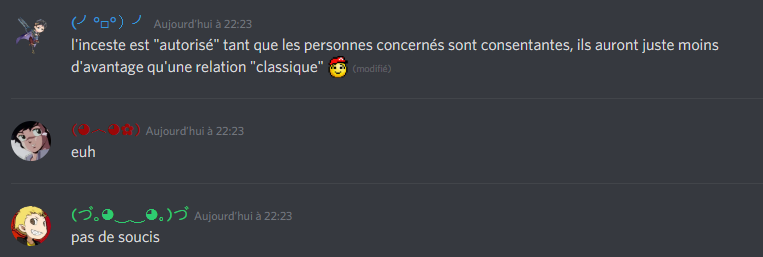 (╯°□°）╯ Aujourd'hui à 22:23
l'inceste est "autorisé" tant que les personnes concernés sont consentantes, ils auront juste moins
d'avantage qu'une relation "classique" (modifié)
(◕︿◕✿) Aujourd'hui à 22:23
euh
(づ｡◕‿‿◕｡)づ Aujourd'hui à 22:23
pas de soucis